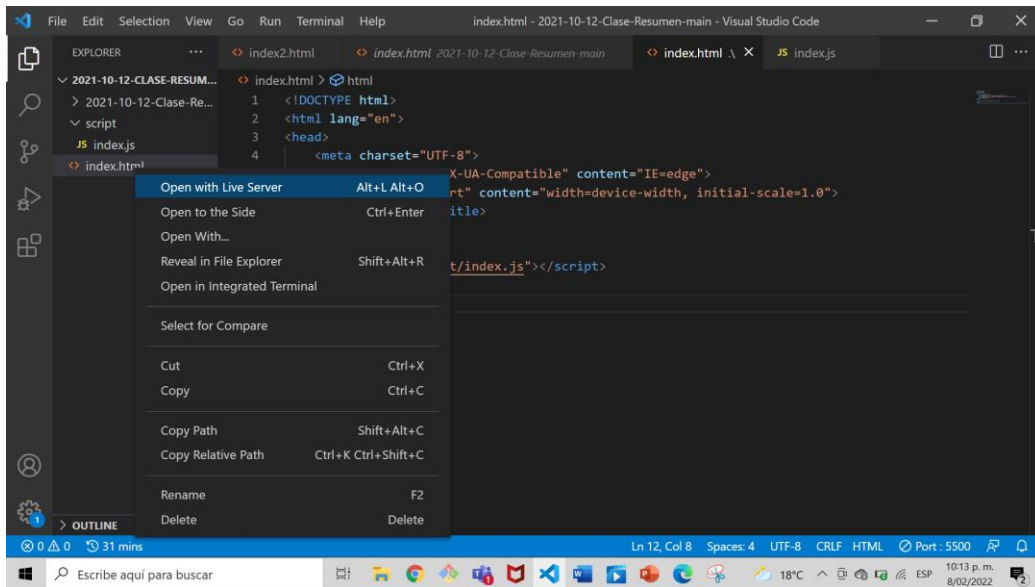 File Edit Selection View Go Run Terminal Help index.html - 2021-10-12-Clase-Resumen-main - Visual Studio Code
EXPLORER ...
index2.html index.html 2021-10-12-Clase-Resumen-main index.html .\ JS index.js
2021-10-12-CLASE-RESUM...
2021-10-12-Clase-Re...
script
JS index.js
index.html
index.html > html
1 <!DOCTYPE html>
2 <html lang="en">
3 <head>
4 <meta charset="UTF-8">
X-UA-Compatible" content="IE=edge">
rt" content="width=device-width, initial-scale=1.0">
itle>
t/index.js"></script>
Open with Live Server Alt+L Alt+O
Open to the Side Ctrl+Enter
Open With...
Reveal in File Explorer Shift+Alt+R
Open in Integrated Terminal
Select for Compare
Cut Ctrl+X
Copy Ctrl+C
Copy Path Shift+Alt+C
Copy Relative Path Ctrl+K Ctrl+Shift+C
Rename F2
Delete Delete
1
> OUTLINE
0 0 31 mins Ln 12, Col 8 Spaces: 4 UTF-8 CRLF HTML Port : 5500
Escribe aquí para buscar 18°C ESP 10:13 p. m.
8/02/2022